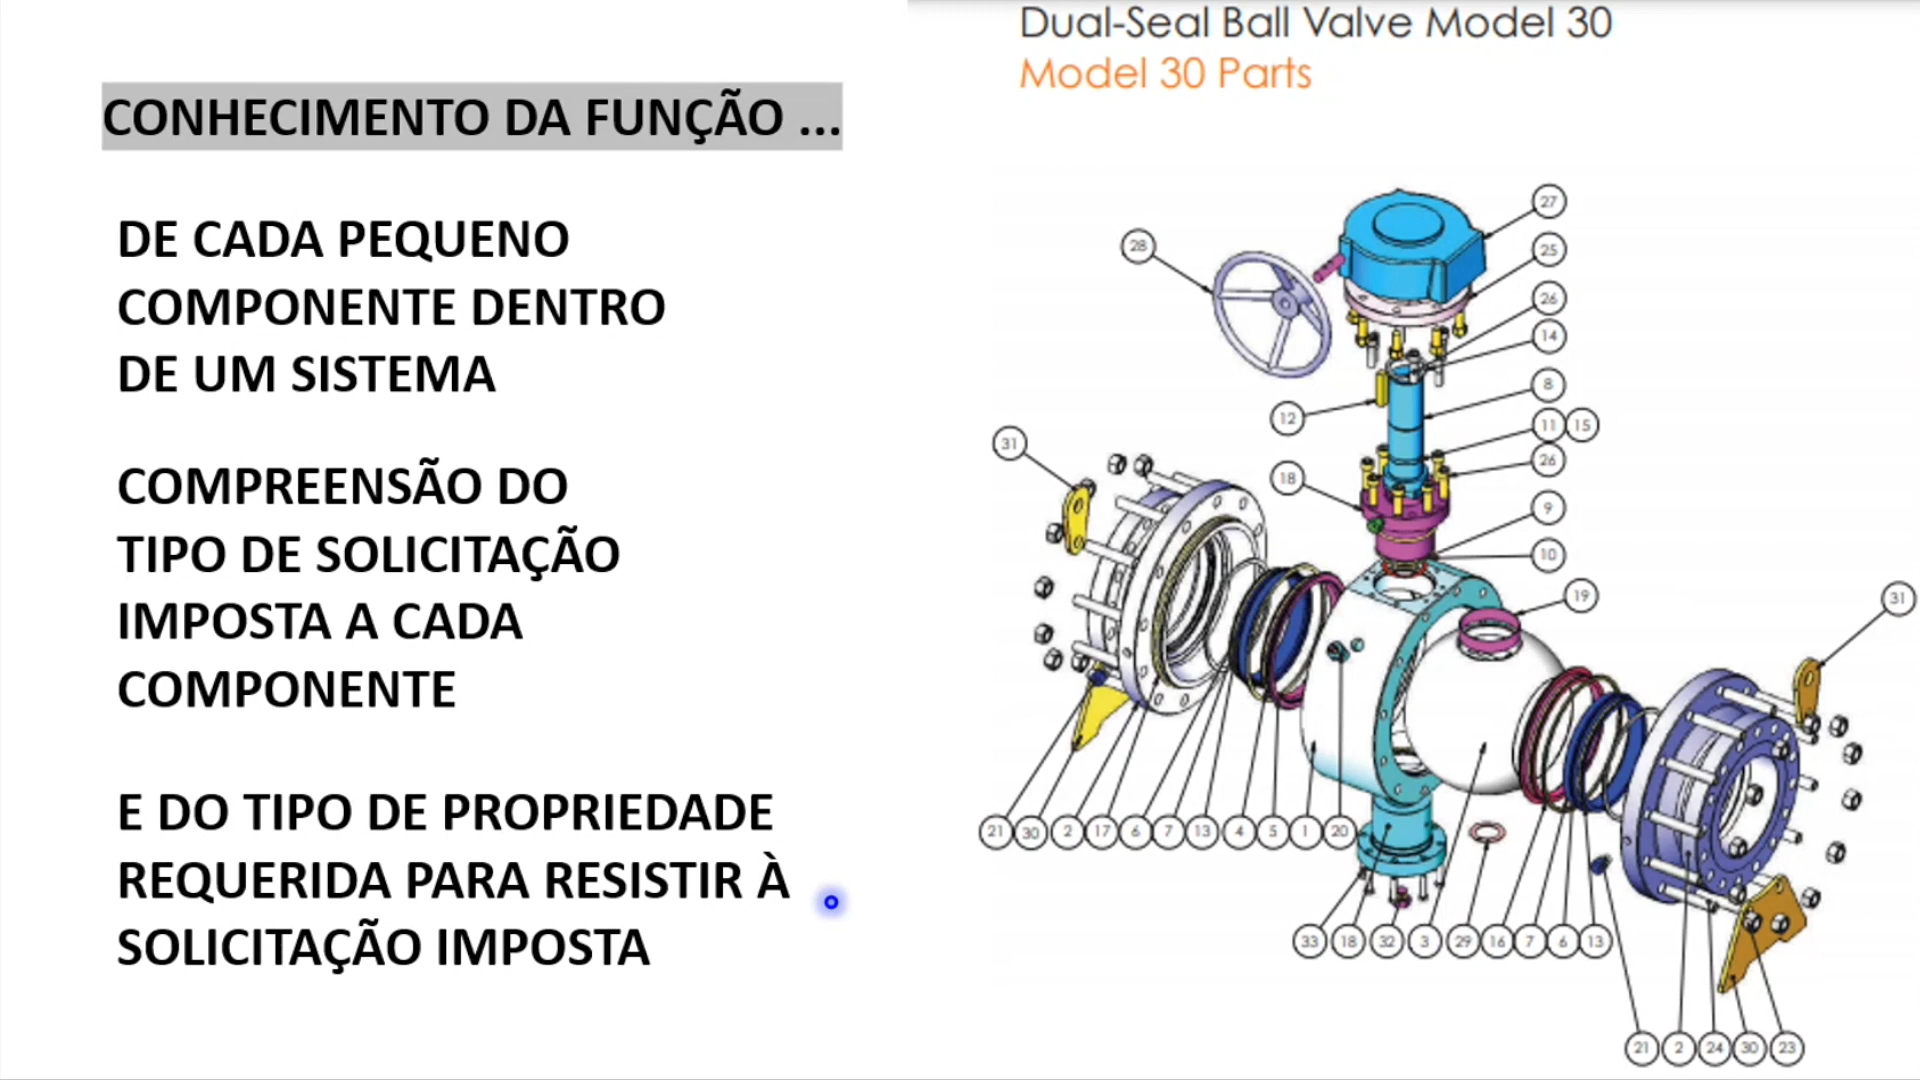 CONHECIMENTO DA FUNÇÃO ...
DE CADA PEQUENO
COMPONENTE DENTRO
DE UM SISTEMA
COMPREENSÃO DO
TIPO DE SOLICITAÇÃO
IMPOSTA A CADA
COMPONENTE
E DO TIPO DE PROPRIEDADE
REQUERIDA PARA RESISTIR À
SOLICITAÇÃO IMPOSTA
Dual-Seal Ball Valve Model 30
Model 30 Parts
27
28
25
26
14
8
12
11 15
31
26
18
9
10
19
31
21 30 2 17 6 7 13 4 5 1 20
33 18 32 3 29 16 7 6 13
21 2 24 30 23